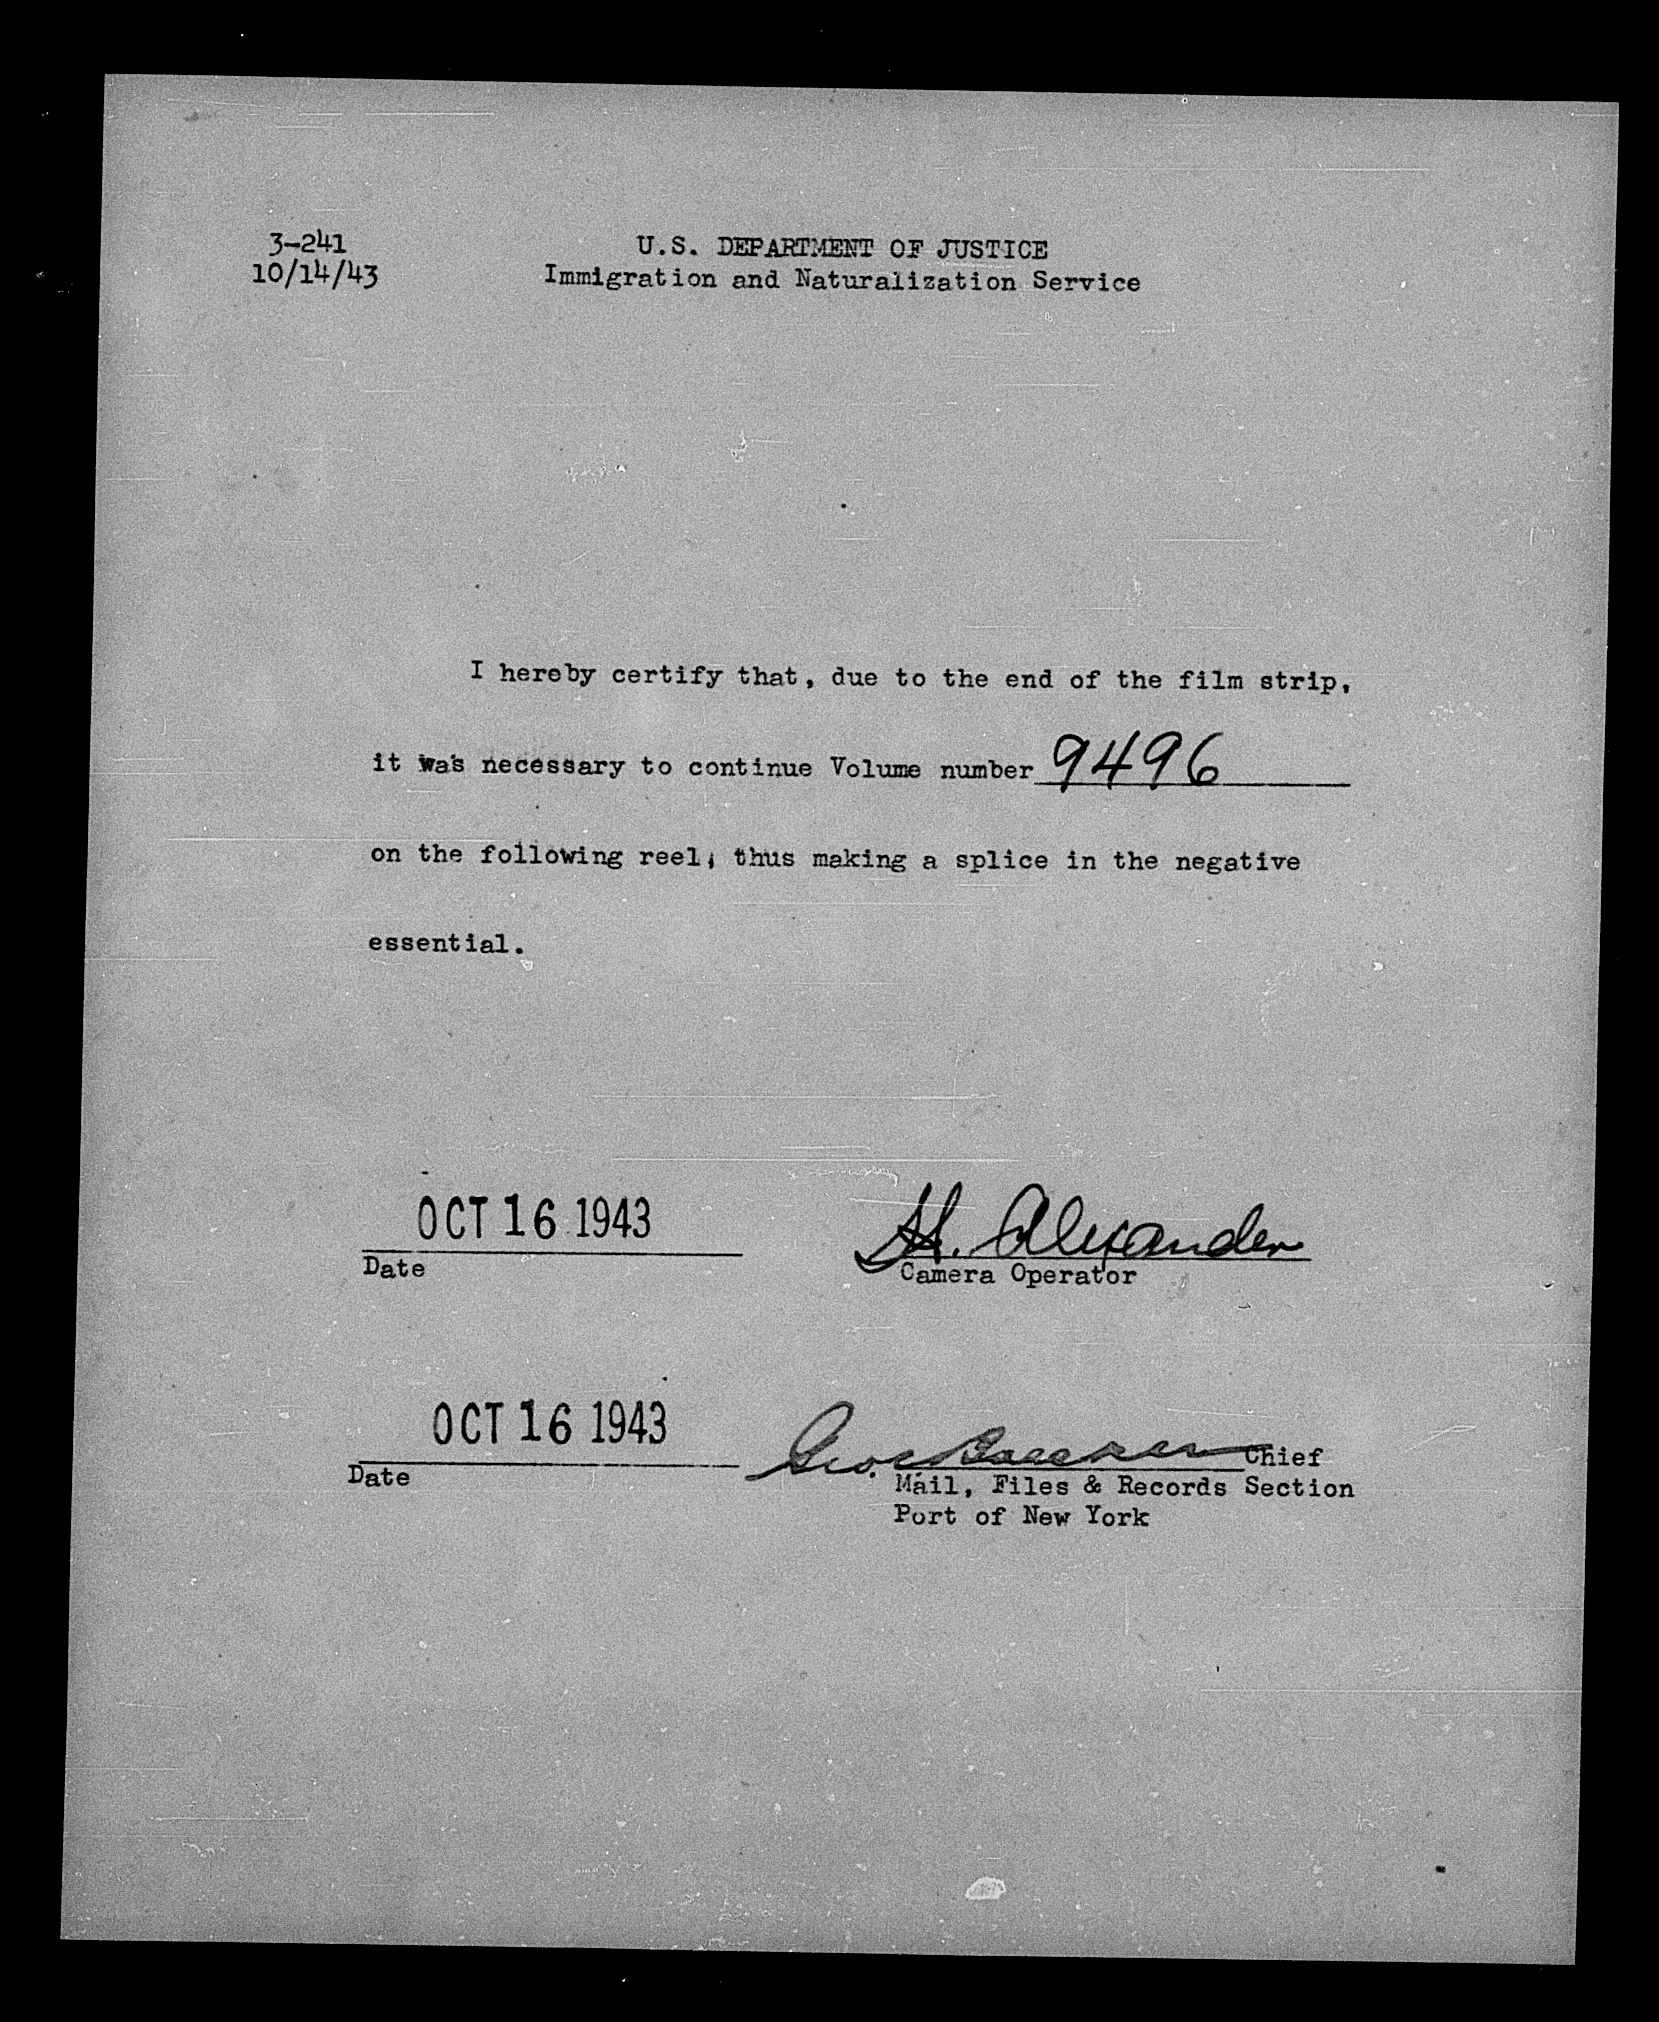 3-241
10/14/43
U.S. DEPARTMENT OF JUSTICE
Immigration and Naturalization Service
I hereby certify that, due to the end of the film strip,
it was necessary to continue Volume number 9496
on the following reel, thus making a splice in the negative
essential.
OCT 16 1943
Date
H. Alexander
Camera Operator
OCT 16 1943
Date
Geo. Chief
Mail, Files & Records Section
Port of New York